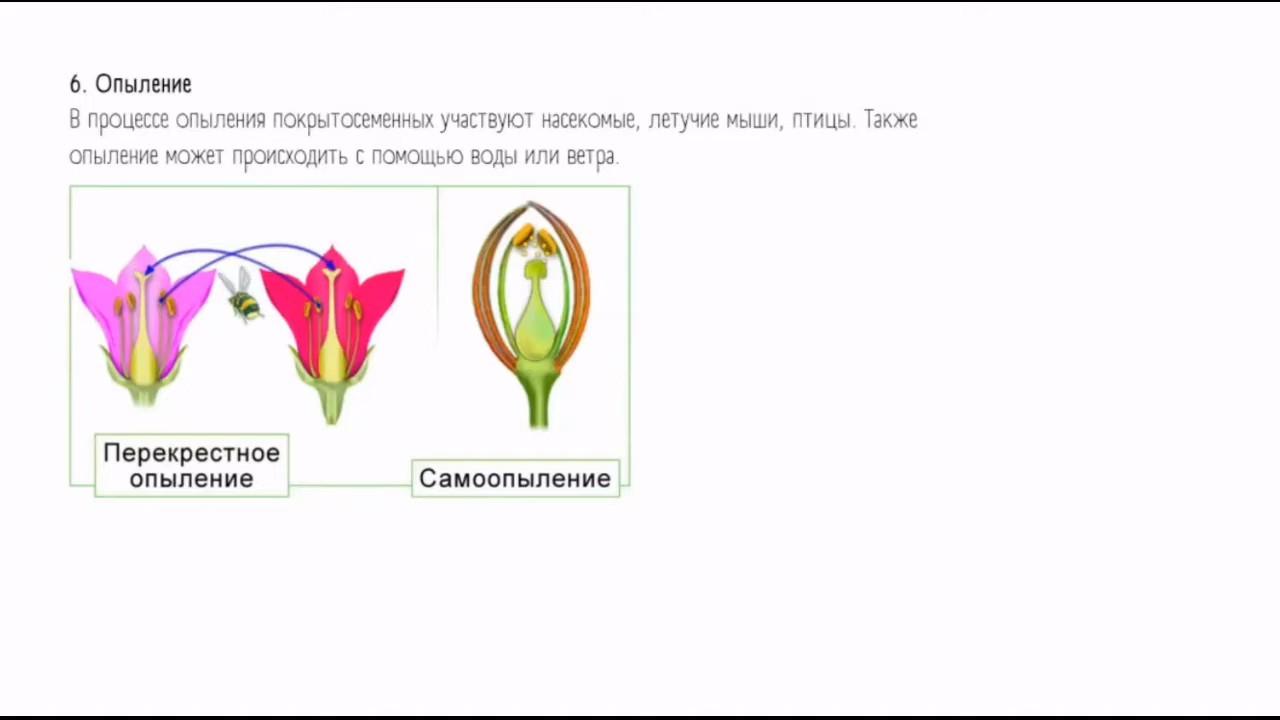 6. Опыление
В процессе опыления покрытосеменных участвуют насекомые, летучие мыши, птицы. Также
опыление может происходить с помощью воды или ветра.
Перекрестное
опыление
Самоопыление